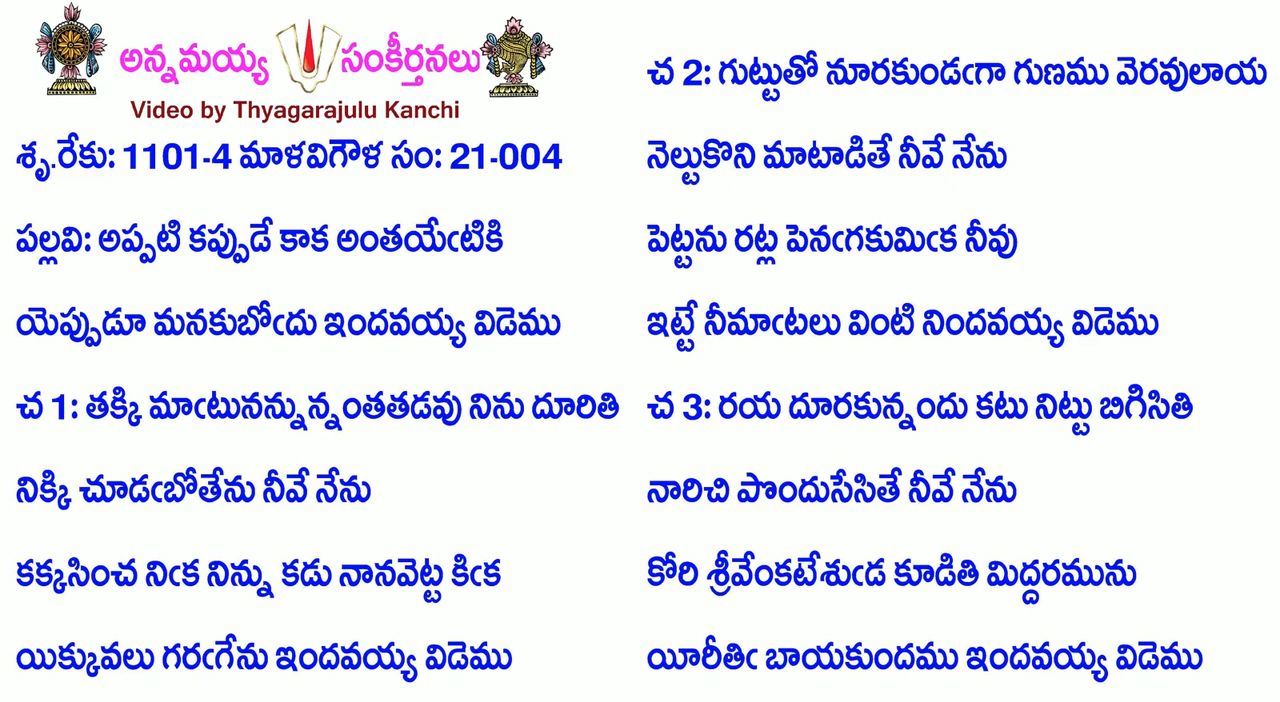 అన్నమయ్య సంకీర్తనలు
Video by Thyagarajulu Kanchi
శృ.రేకు: 1101-4 మాళవిగౌళ సం: 21-004
పల్లవి: అప్పటి కప్పుడే కాక అంతయేఁటికి
యెప్పుడూ మనకుబోఁదు ఇందవయ్య విడెము
చ 1: తక్కి మాఁటునన్నున్నంతతడవు నిను దూరితి
నిక్కి చూడఁబోతేను నీవే నేను
కక్కసించ నిఁక నిన్ను కడు నానవెట్ట కిఁక
యిక్కువలు గరఁగేను ఇందవయ్య విడెము
చ 2: గుట్టుతో నూరకుండఁగా గుణము వెరవులాయ
నెల్టుకొని మాటాడితే నీవే నేను
పెట్టను రట్ల పెనఁగకుమిఁక నీవు
ఇట్టే నీమాఁటలు వింటి నిందవయ్య విడెము
చ 3: రయ దూరకున్నందు కటు నిట్టు బిగిసితి
నారిచి పొందుసేసితే నీవే నేను
కోరి శ్రీవేంకటేశుఁడ కూడితి మిద్దరమును
యీరీతిఁ బాయకుందము ఇందవయ్య విడెము